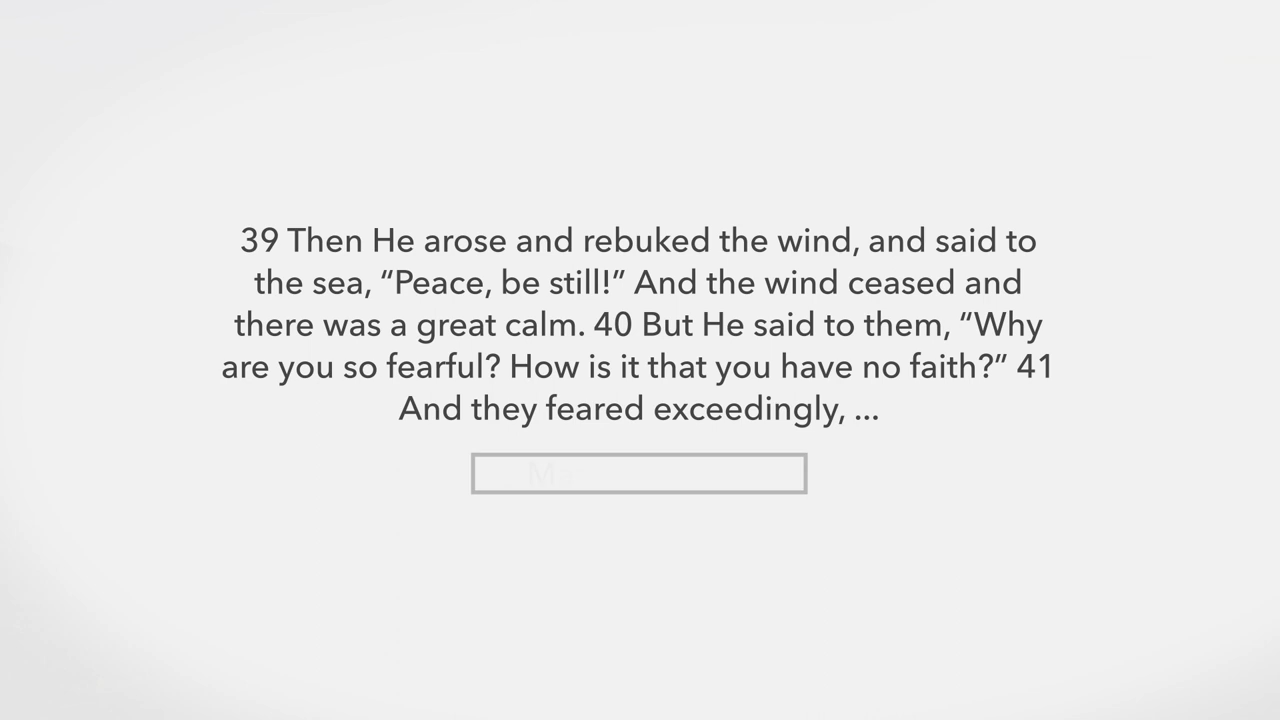 39 Then He arose and rebuked the wind, and said to
the sea, “Peace, be still!” And the wind ceased and
there was a great calm. 40 But He said to them, “Why
are you so fearful? How is it that you have no faith?” 41
And they feared exceedingly, ...